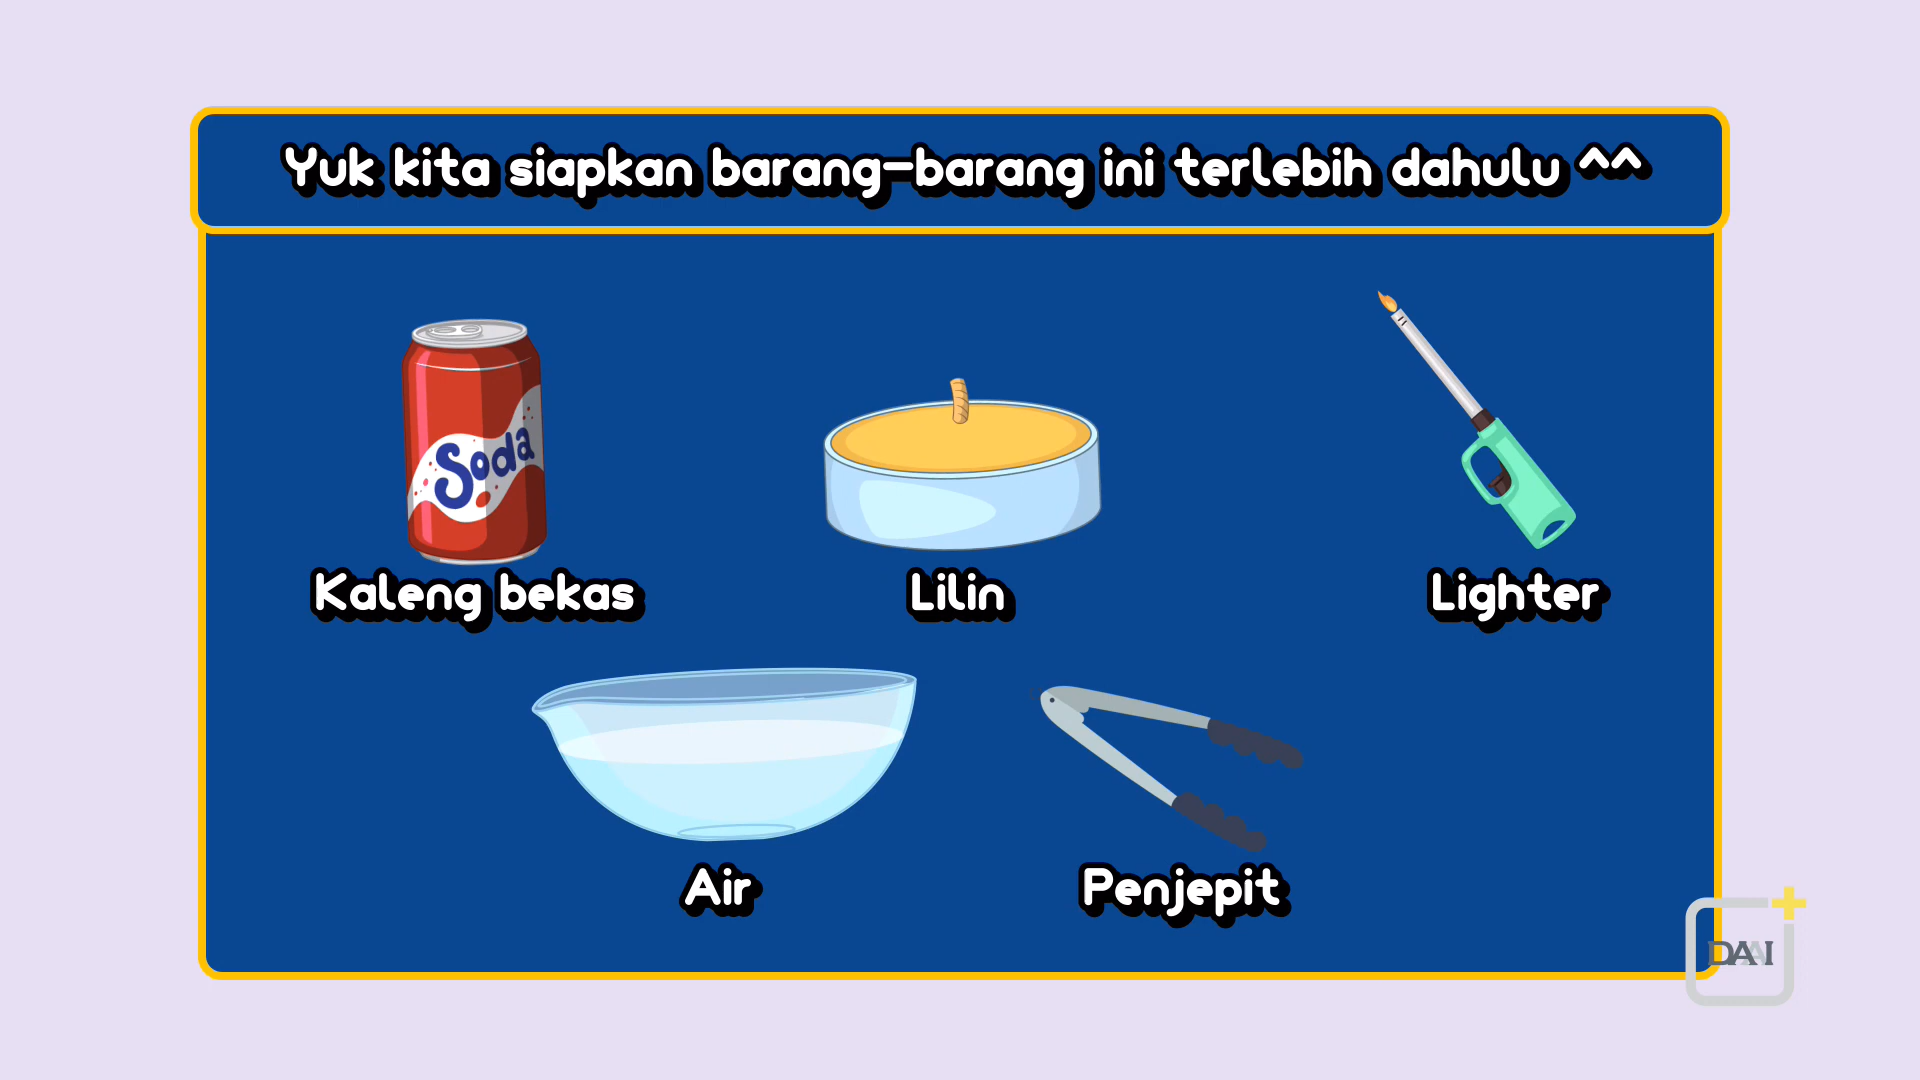 Yuk kita siapkan barang-barang ini terlebih dahulu ^^
Soda
Kaleng bekas
Lilin
Lighter
Air
Penjepit
DAAI+